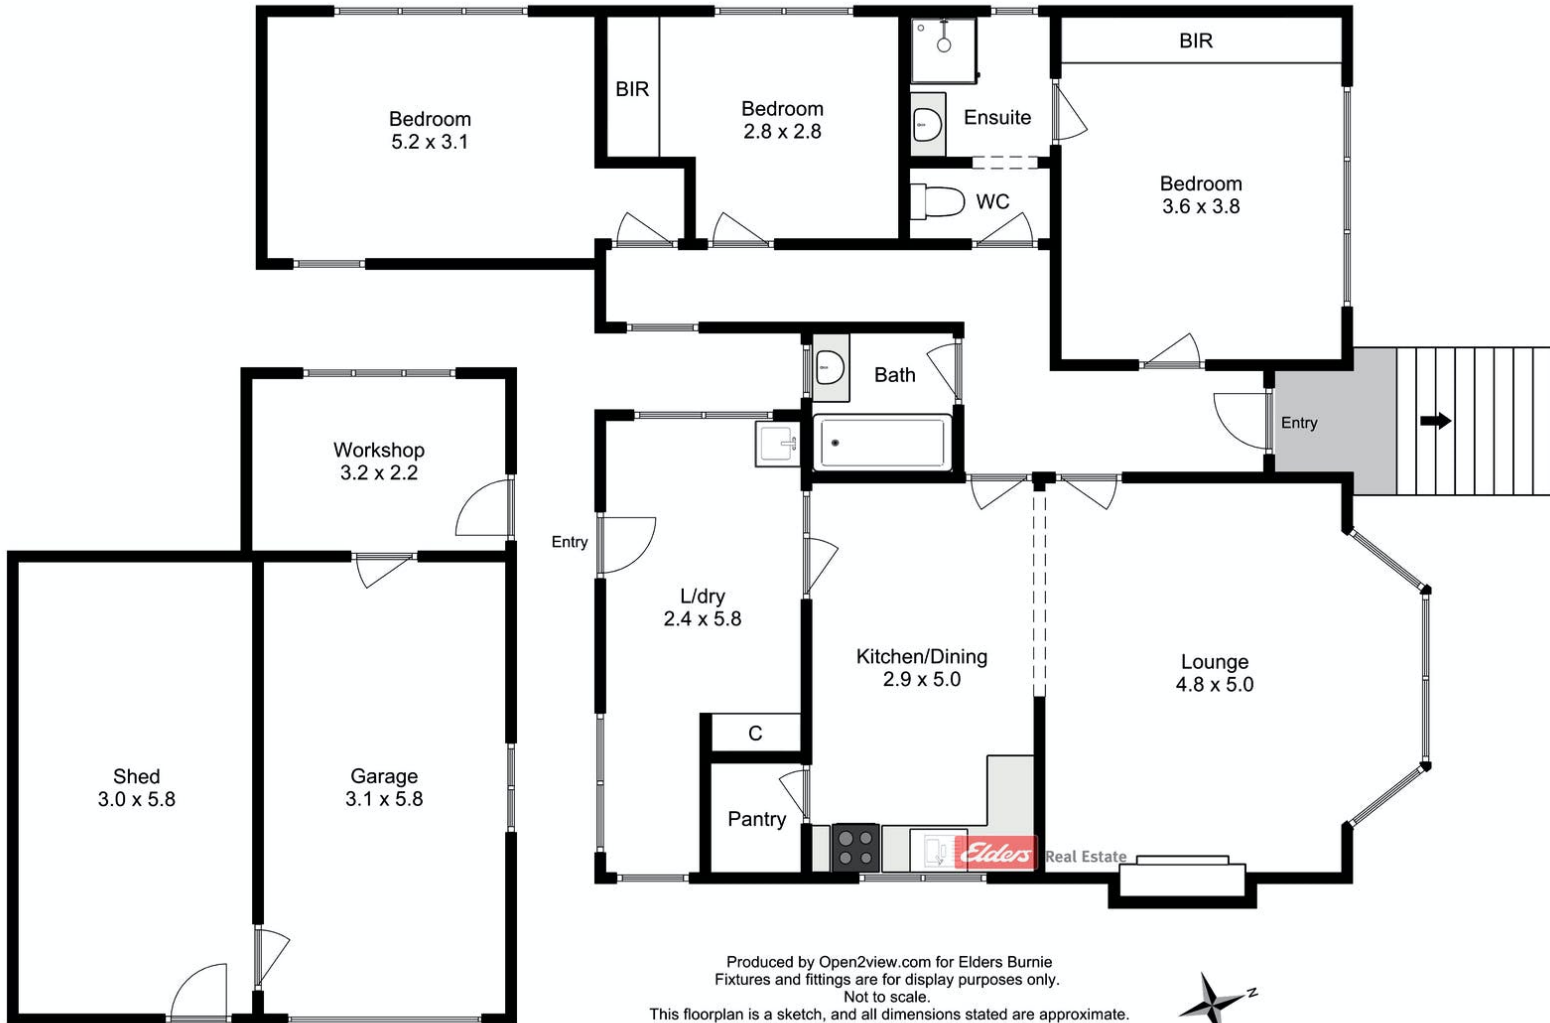 Bedroom
5.2 x 3.1
BIR
Bedroom
2.8 x 2.8
Ensuite
WC
BIR
Bedroom
3.6 x 3.8
Bath
Entry
Workshop
3.2 x 2.2
Entry
L/dry
2.4 x 5.8
Kitchen/Dining
2.9 x 5.0
Lounge
4.8 x 5.0
C
Pantry
Shed
3.0 x 5.8
Garage
3.1 x 5.8
Elders Real Estate
Produced by Open2view.com for Elders Burnie
Fixtures and fittings are for display purposes only.
Not to scale.
This floorplan is a sketch, and all dimensions stated are approximate.
N